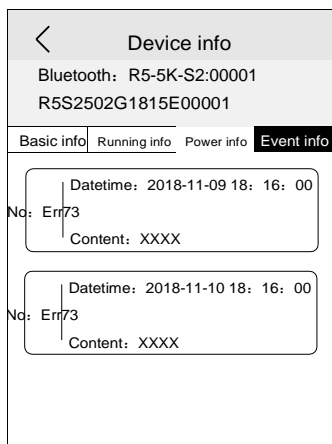 Device info
Bluetooth：R5-5K-S2:00001
R5S2502G1815E00001
Basic info Running info Power info Event info
Datetime：2018-11-09 18：16：00
No：Err73
Content：XXXX
Datetime：2018-11-10 18：16：00
No：Err73
Content：XXXX